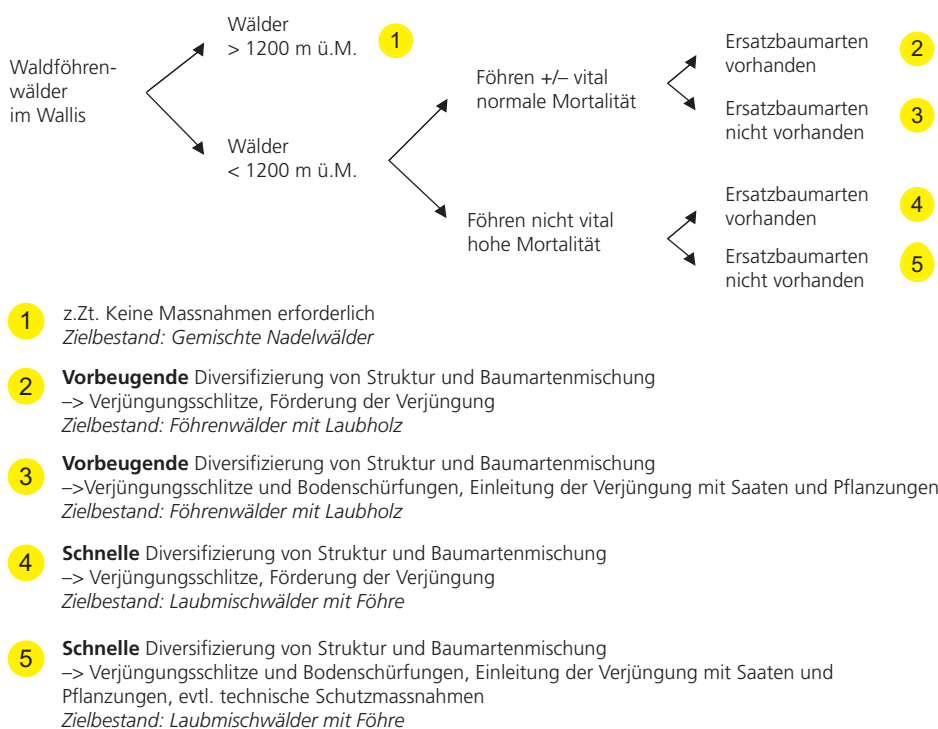 Waldföhren-
wälder
im Wallis
Wälder
> 1200 m ü.M.
1
Wälder
< 1200 m ü.M.
Föhren +/– vital
normale Mortalität
Föhren nicht vital
hohe Mortalität
Ersatzbaumarten
vorhanden
2
Ersatzbaumarten
nicht vorhanden
3
Ersatzbaumarten
vorhanden
4
Ersatzbaumarten
nicht vorhanden
5
1 z.Zt. Keine Massnahmen erforderlich
Zielbestand: Gemischte Nadelwälder
2 Vorbeugende Diversifizierung von Struktur und Baumartenmischung
–> Verjüngungsschlitze, Förderung der Verjüngung
Zielbestand: Föhrenwälder mit Laubholz
3 Vorbeugende Diversifizierung von Struktur und Baumartenmischung
–>Verjüngungsschlitze und Bodenschürfungen, Einleitung der Verjüngung mit Saaten und Pflanzungen
Zielbestand: Föhrenwälder mit Laubholz
4 Schnelle Diversifizierung von Struktur und Baumartenmischung
–> Verjüngungsschlitze, Förderung der Verjüngung
Zielbestand: Laubmischwälder mit Föhre
5 Schnelle Diversifizierung von Struktur und Baumartenmischung
–> Verjüngungsschlitze und Bodenschürfungen, Einleitung der Verjüngung mit Saaten und
Pflanzungen, evtl. technische Schutzmassnahmen
Zielbestand: Laubmischwälder mit Föhre